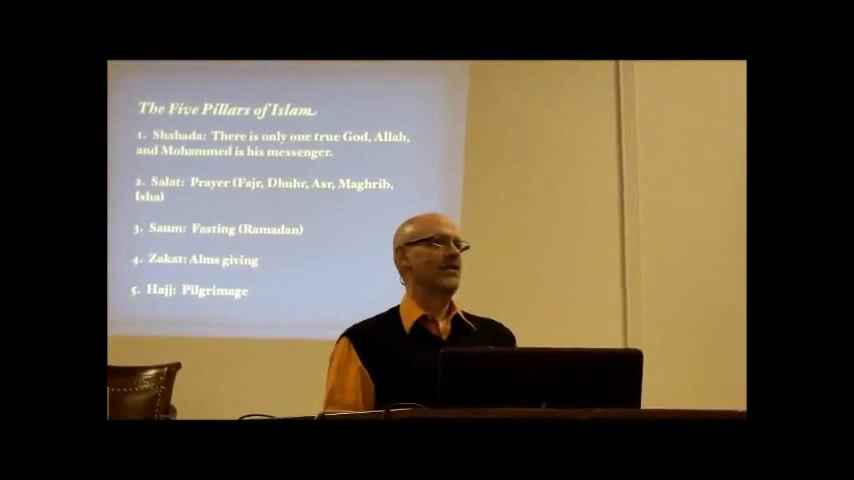 The Five Pillars of Islam
1. Shahada: There is only one true God, Allah,
and Mohammed is his messenger.
2. Salat: Prayer (Fajr, Dhuhr, Asr, Maghrib,
Isha)
3. Saum: Fasting (Ramadan)
4. Zakat: Alms giving
5. Hajj: Pilgrimage